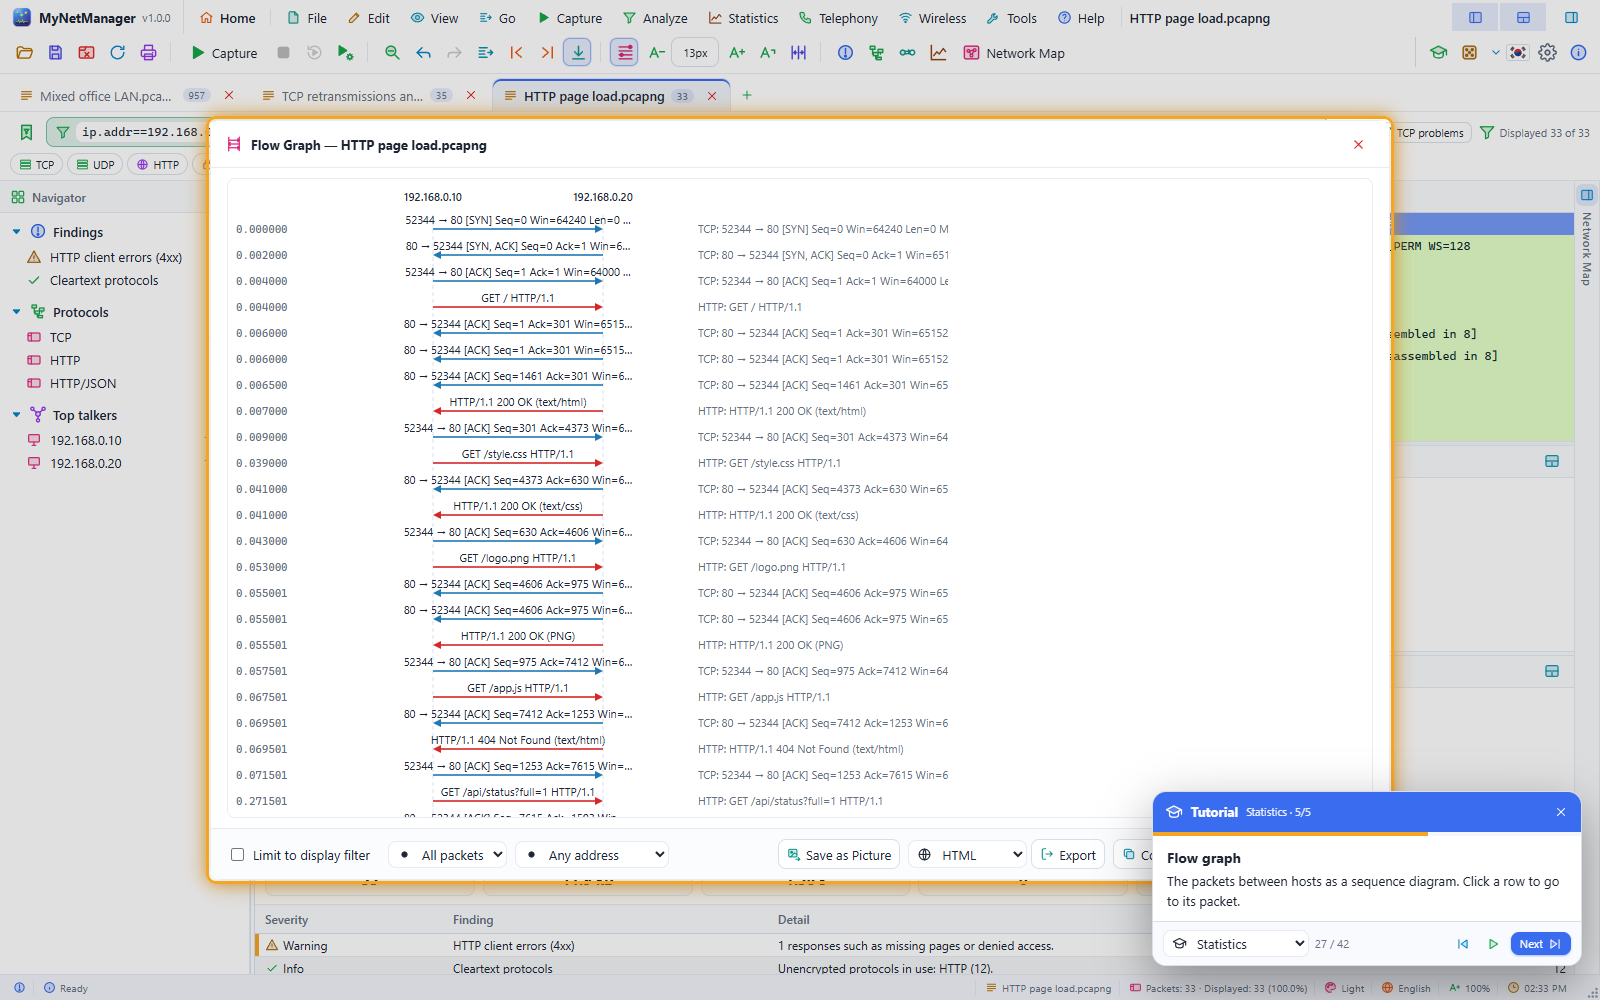 MyNetManager v1.0.0 Home File Edit View Go Capture Analyze Statistics Telephony Wireless Tools Help HTTP page load.pcapng
Capture A− 13px A+ A Network Map
Mixed office LAN.pca... 957 TCP retransmissions an... 35 HTTP page load.pcapng 33
ip.addr==192.168. TCP problems Displayed 33 of 33
TCP UDP HTTP
Flow Graph — HTTP page load.pcapng
Navigator
Findings
HTTP client errors (4xx)
Cleartext protocols
Protocols
TCP
HTTP
HTTP/JSON
Top talkers
192.168.0.10
192.168.0.20
192.168.0.10 192.168.0.20
52344 → 80 [SYN] Seq=0 Win=64240 Len=0 ...
0.000000 TCP: 52344 → 80 [SYN] Seq=0 Win=64240 Len=0 M
80 → 52344 [SYN, ACK] Seq=0 Ack=1 Win=6...
0.002000 TCP: 80 → 52344 [SYN, ACK] Seq=0 Ack=1 Win=651
52344 → 80 [ACK] Seq=1 Ack=1 Win=64000 ...
0.004000 TCP: 52344 → 80 [ACK] Seq=1 Ack=1 Win=64000 Le
GET / HTTP/1.1
0.004000 HTTP: GET / HTTP/1.1
80 → 52344 [ACK] Seq=1 Ack=301 Win=6515...
0.006000 TCP: 80 → 52344 [ACK] Seq=1 Ack=301 Win=65152
80 → 52344 [ACK] Seq=1 Ack=301 Win=6515...
0.006000 TCP: 80 → 52344 [ACK] Seq=1 Ack=301 Win=65152
80 → 52344 [ACK] Seq=1461 Ack=301 Win=6...
0.006500 TCP: 80 → 52344 [ACK] Seq=1461 Ack=301 Win=65
HTTP/1.1 200 OK (text/html)
0.007000 HTTP: HTTP/1.1 200 OK (text/html)
52344 → 80 [ACK] Seq=301 Ack=4373 Win=6...
0.009000 TCP: 52344 → 80 [ACK] Seq=301 Ack=4373 Win=64
GET /style.css HTTP/1.1
0.039000 HTTP: GET /style.css HTTP/1.1
80 → 52344 [ACK] Seq=4373 Ack=630 Win=6...
0.041000 TCP: 80 → 52344 [ACK] Seq=4373 Ack=630 Win=65
HTTP/1.1 200 OK (text/css)
0.041000 HTTP: HTTP/1.1 200 OK (text/css)
52344 → 80 [ACK] Seq=630 Ack=4606 Win=6...
0.043000 TCP: 52344 → 80 [ACK] Seq=630 Ack=4606 Win=64
GET /logo.png HTTP/1.1
0.053000 HTTP: GET /logo.png HTTP/1.1
80 → 52344 [ACK] Seq=4606 Ack=975 Win=6...
0.055001 TCP: 80 → 52344 [ACK] Seq=4606 Ack=975 Win=65
80 → 52344 [ACK] Seq=4606 Ack=975 Win=6...
0.055001 TCP: 80 → 52344 [ACK] Seq=4606 Ack=975 Win=65
HTTP/1.1 200 OK (PNG)
0.055501 HTTP: HTTP/1.1 200 OK (PNG)
52344 → 80 [ACK] Seq=975 Ack=7412 Win=6...
0.057501 TCP: 52344 → 80 [ACK] Seq=975 Ack=7412 Win=64
GET /app.js HTTP/1.1
0.067501 HTTP: GET /app.js HTTP/1.1
80 → 52344 [ACK] Seq=7412 Ack=1253 Win=...
0.069501 TCP: 80 → 52344 [ACK] Seq=7412 Ack=1253 Win=6
HTTP/1.1 404 Not Found (text/html)
0.069501 HTTP: HTTP/1.1 404 Not Found (text/html)
52344 → 80 [ACK] Seq=1253 Ack=7615 Win=...
0.071501 TCP: 52344 → 80 [ACK] Seq=1253 Ack=7615 Win=6
GET /api/status?full=1 HTTP/1.1
0.271501 HTTP: GET /api/status?full=1 HTTP/1.1
PERM WS=128
embled in 8]
assembled in 8]
Network Map
Limit to display filter All packets Any address Save as Picture HTML Export Co
Tutorial Statistics · 5/5
Flow graph
The packets between hosts as a sequence diagram. Click a row to go
to its packet.
Statistics 27 / 42 Next
Severity Finding Detail
Warning HTTP client errors (4xx) 1 responses such as missing pages or denied access.
Info Cleartext protocols Unencrypted protocols in use: HTTP (12). 12
Ready HTTP page load.pcapng Packets: 33 · Displayed: 33 (100.0%) Light English A+ 100% 02:33 PM